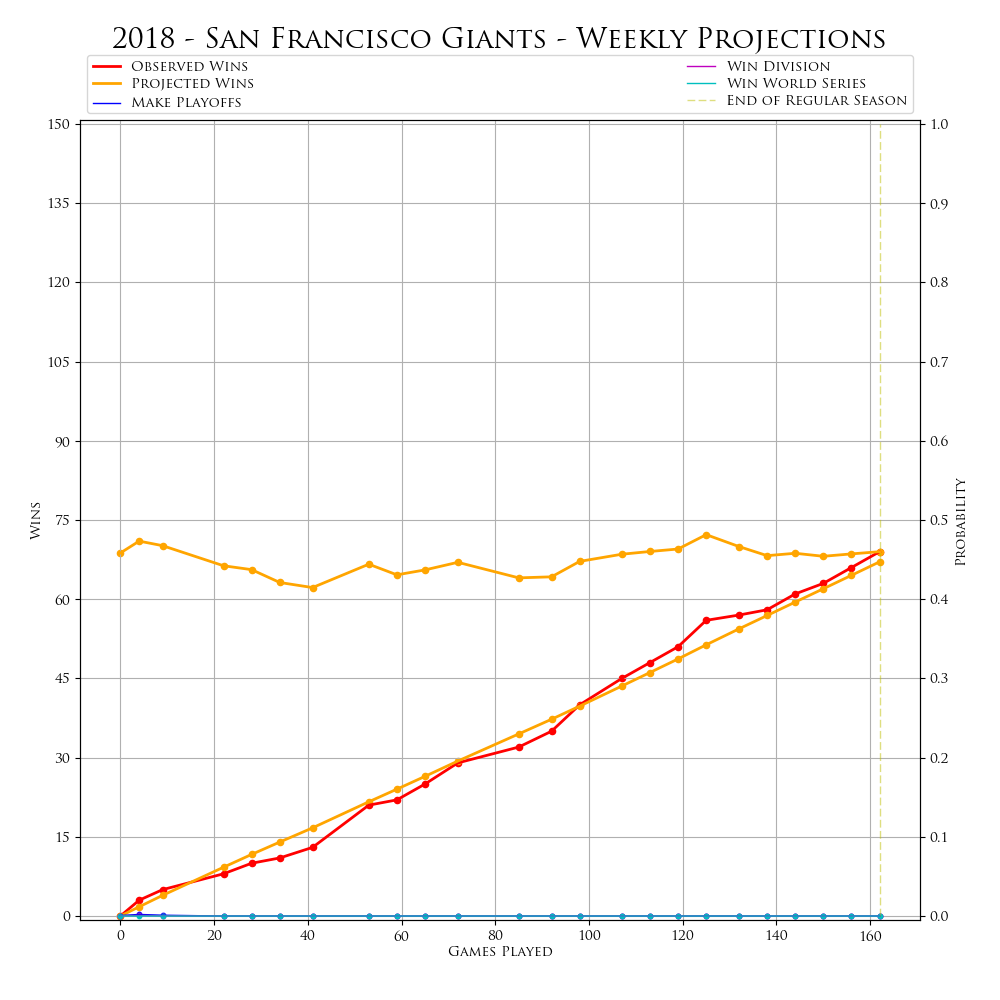 2018 - San Francisco Giants - Weekly Projections
Observed Wins
Projected Wins
Make Playoffs
Win Division
Win World Series
End of Regular Season
150
135
120
105
90
75
60
45
30
15
0
Wins
1.0
0.9
0.8
0.7
0.6
0.5
0.4
0.3
0.2
0.1
0.0
Probability
0 20 40 60 80 100 120 140 160
Games Played